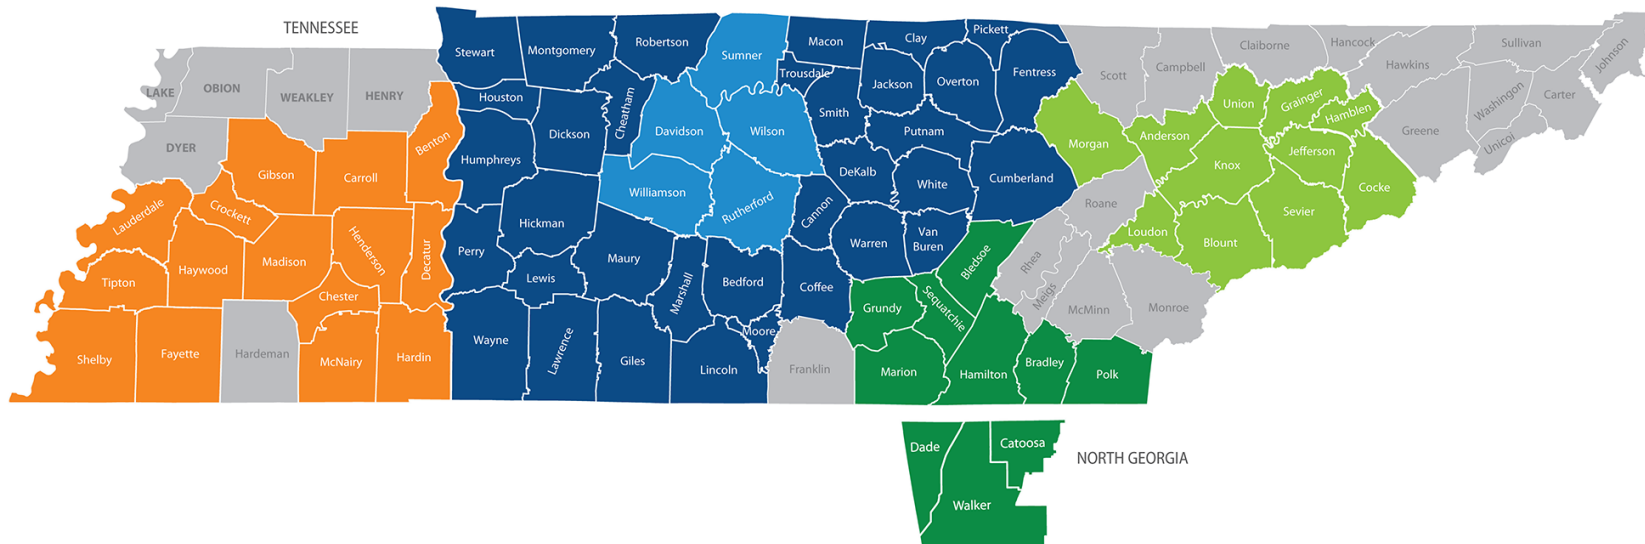 TENNESSEE
LAKE
OBION
WEAKLEY
HENRY
DYER
Benton
Gibson
Carroll
Lauderdale
Crockett
Tipton
Haywood
Madison
Henderson
Decatur
Chester
Shelby
Fayette
Hardeman
McNairy
Hardin
Stewart
Montgomery
Robertson
Sumner
Macon
Clay
Pickett
Trousdale
Jackson
Overton
Fentress
Houston
Dickson
Cheatham
Davidson
Wilson
Smith
Putnam
Humphreys
Williamson
Rutherford
DeKalb
White
Cumberland
Hickman
Cannon
Perry
Maury
Warren
Van
Buren
Lewis
Marshall
Bedford
Coffee
Wayne
Lawrence
Giles
Lincoln
Moore
Franklin
Bledsoe
Grundy
Sequatchie
Marion
Hamilton
Bradley
Polk
Scott
Campbell
Claiborne
Hancock
Hawkins
Sullivan
Johnson
Washingon
Carter
Unicoi
Greene
Morgan
Anderson
Union
Grainger
Hamblen
Knox
Jefferson
Cocke
Sevier
Roane
Loudon
Blount
Rhea
Meigs
McMinn
Monroe
Dade
Catoosa
Walker
NORTH GEORGIA